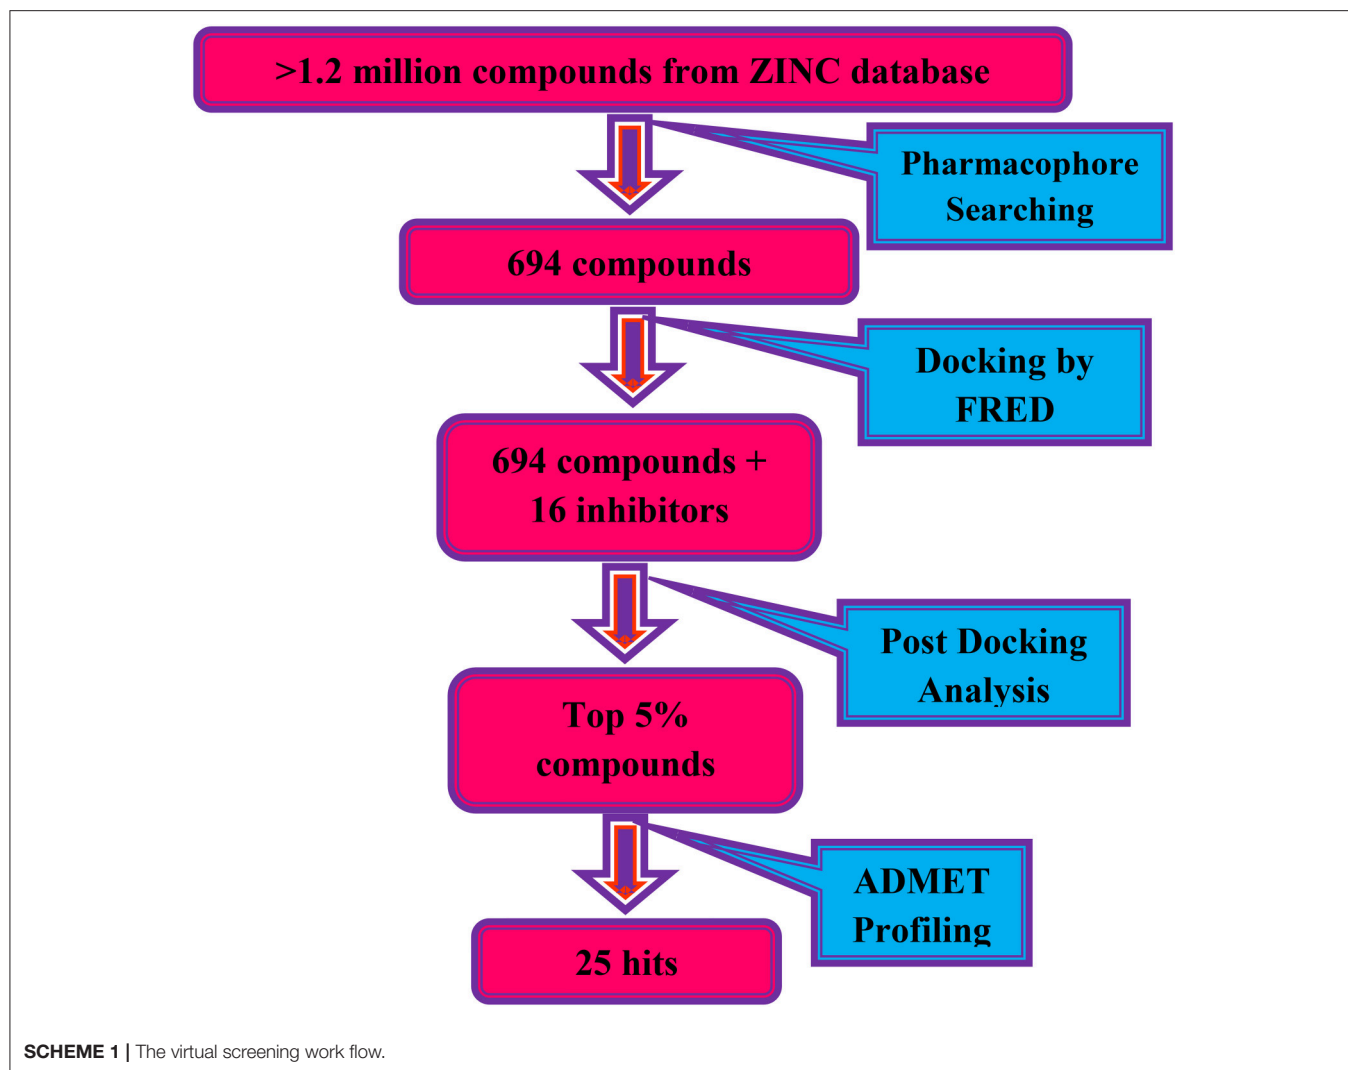 >1.2 million compounds from ZINC database
Pharmacophore
Searching
694 compounds
Docking by
FRED
694 compounds +
16 inhibitors
Post Docking
Analysis
Top 5%
compounds
ADMET
Profiling
25 hits
SCHEME 1 | The virtual screening work flow.